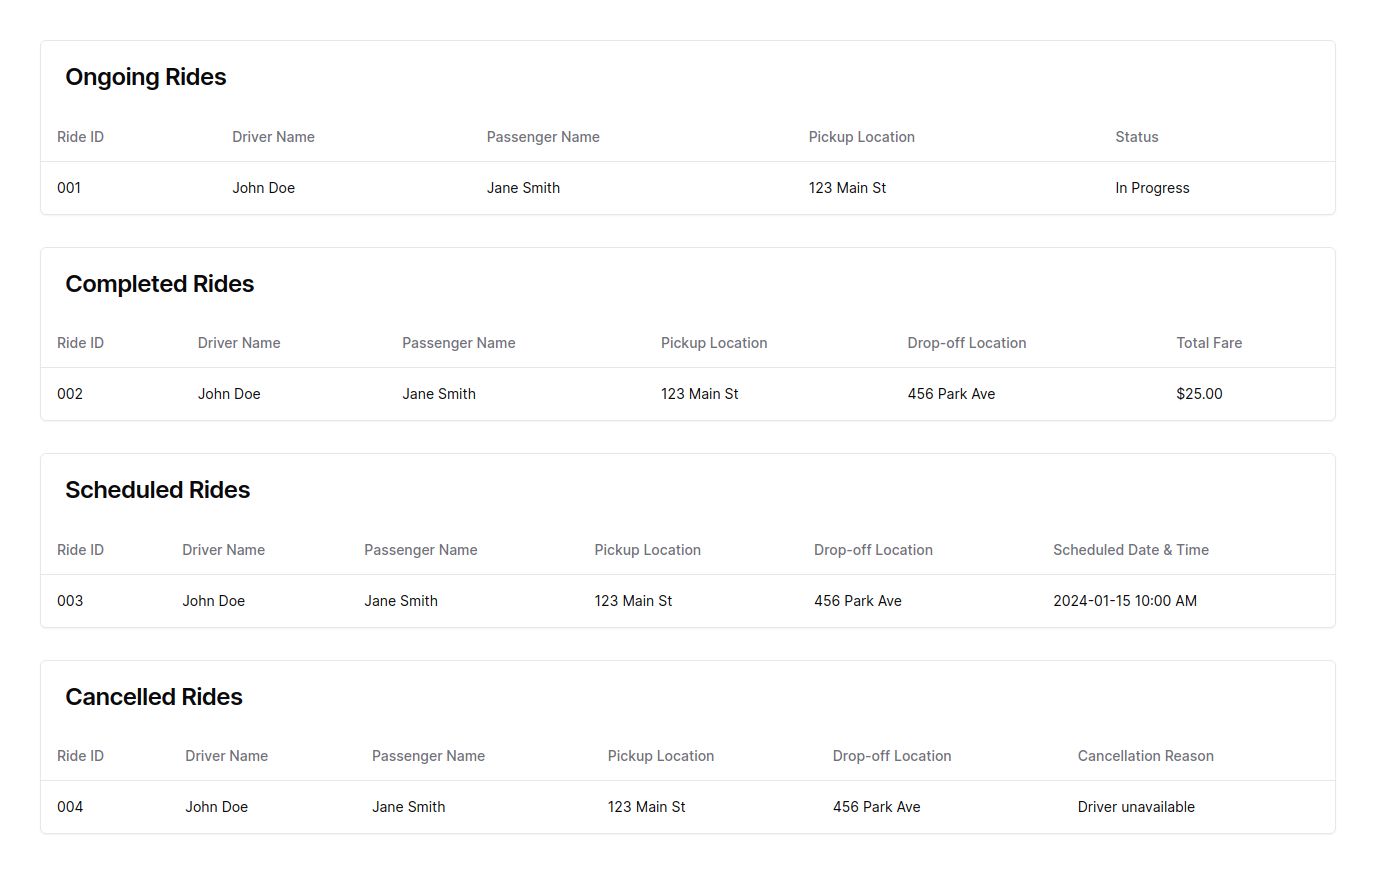 Ongoing Rides
Ride ID Driver Name Passenger Name Pickup Location Status
001 John Doe Jane Smith 123 Main St In Progress
Completed Rides
Ride ID Driver Name Passenger Name Pickup Location Drop-off Location Total Fare
002 John Doe Jane Smith 123 Main St 456 Park Ave $25.00
Scheduled Rides
Ride ID Driver Name Passenger Name Pickup Location Drop-off Location Scheduled Date & Time
003 John Doe Jane Smith 123 Main St 456 Park Ave 2024-01-15 10:00 AM
Cancelled Rides
Ride ID Driver Name Passenger Name Pickup Location Drop-off Location Cancellation Reason
004 John Doe Jane Smith 123 Main St 456 Park Ave Driver unavailable